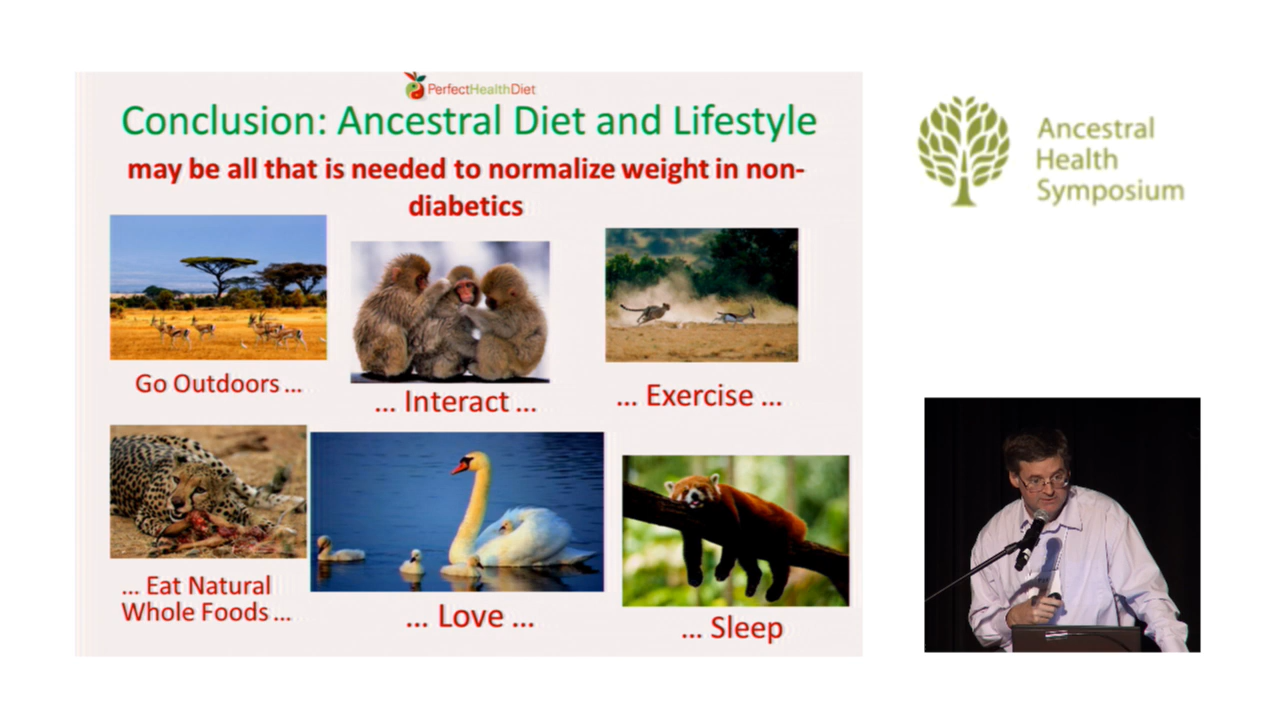 PerfectHealthDiet
Conclusion: Ancestral Diet and Lifestyle
may be all that is needed to normalize weight in non-
diabetics
Go Outdoors ...
... Interact ...
... Exercise ...
... Eat Natural
Whole Foods ...
... Love ...
... Sleep
Ancestral
Health
Symposium